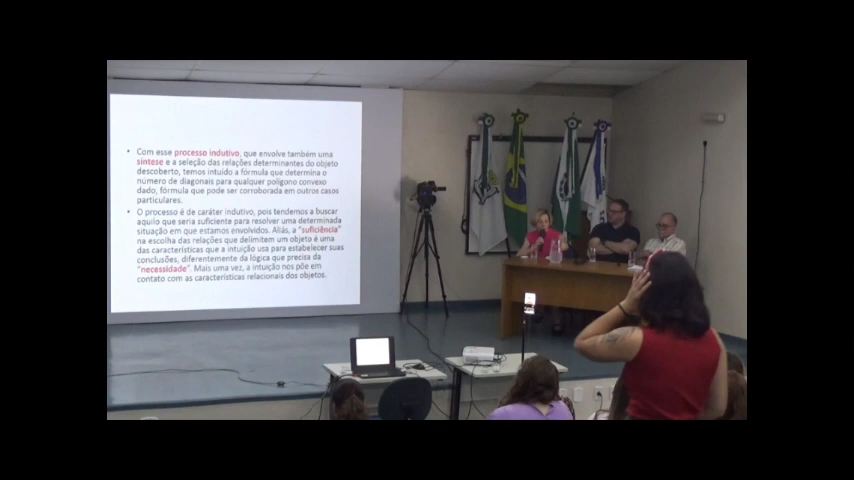 • Com esse processo indutivo, que envolve também uma
síntese e a seleção das relações determinantes do objeto
descoberto, temos intuído a fórmula que determina o
número de diagonais para qualquer polígono convexo
dado, fórmula que pode ser corroborada em outros casos
particulares.
• O processo é de caráter indutivo, pois tendemos a buscar
aquilo que seria suficiente para resolver uma determinada
situação em que estamos envolvidos. Aliás, a "suficiência"
na escolha das relações que delimitem um objeto é uma
das características que a intuição usa para estabelecer suas
conclusões, diferentemente da lógica que precisa da
"necessidade". Mais uma vez, a intuição nos põe em
contato com as características relacionais dos objetos.